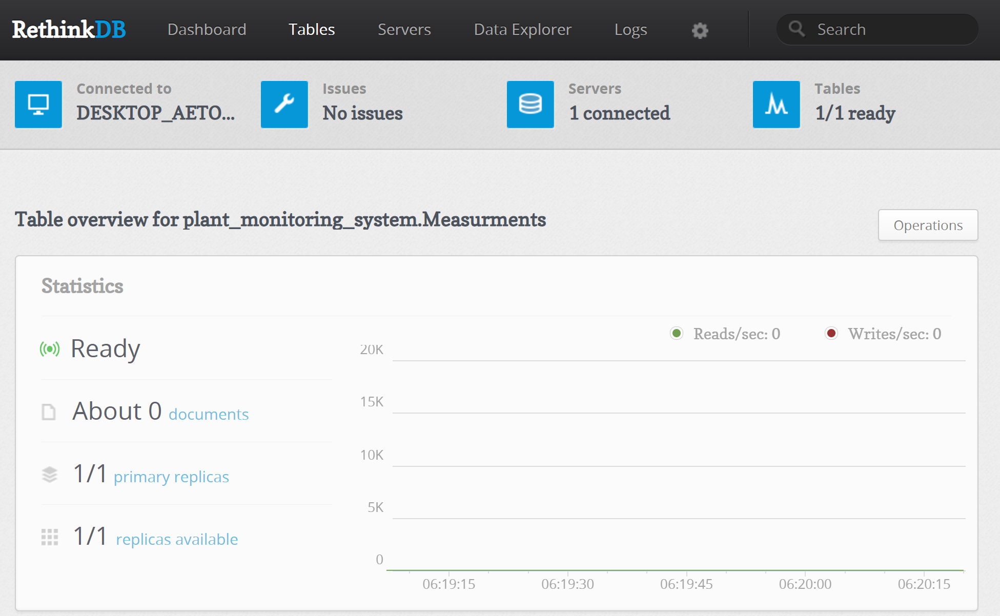 RethinkDB Dashboard Tables Servers Data Explorer Logs Search
Connected to
DESKTOP_AETO...
Issues
No issues
Servers
1 connected
Tables
1/1 ready
Table overview for plant_monitoring_system.Measurments
Operations
Statistics
Ready
About 0 documents
1/1 primary replicas
1/1 replicas available
Reads/sec: 0 Writes/sec: 0
20K
15K
10K
5K
0
06:19:15 06:19:30 06:19:45 06:20:00 06:20:15